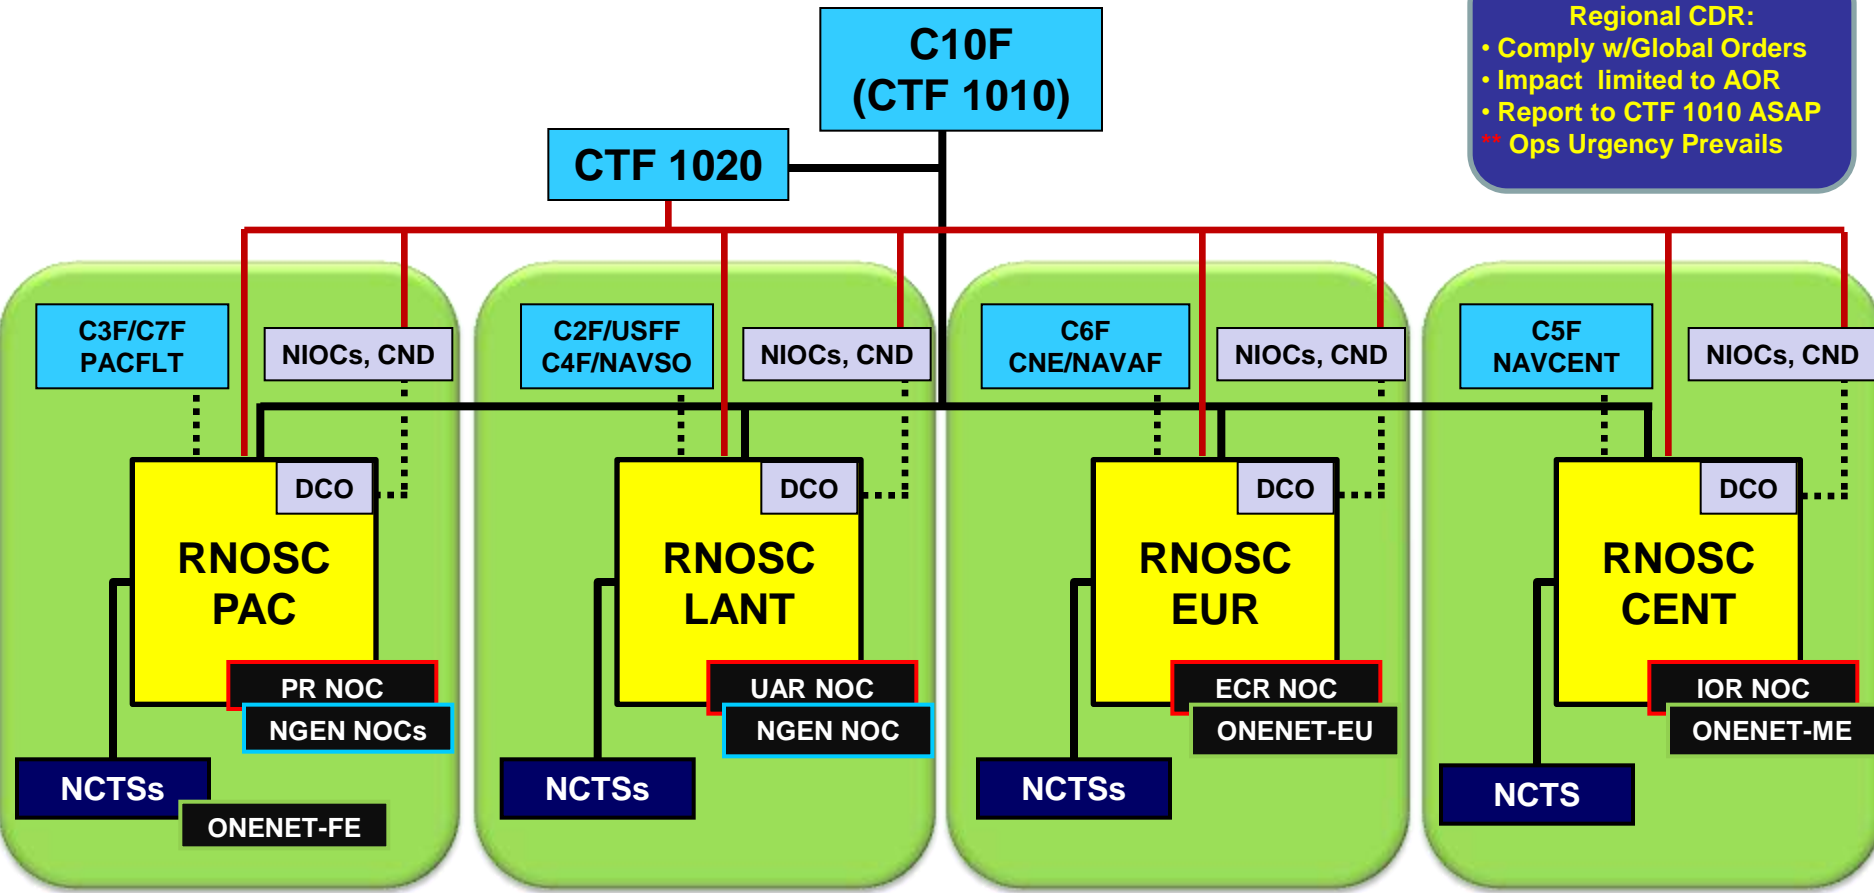 C10F
(CTF 1010)
CTF 1020
Regional CDR:
• Comply w/Global Orders
• Impact limited to AOR
• Report to CTF 1010 ASAP
** Ops Urgency Prevails
C3F/C7F
PACFLT
NIOCs, CND
DCO
RNOSC
PAC
PR NOC
NGEN NOCs
NCTSs
ONENET-FE
C2F/USFF
C4F/NAVSO
NIOCs, CND
DCO
RNOSC
LANT
UAR NOC
NGEN NOC
NCTSs
C6F
CNE/NAVAF
NIOCs, CND
DCO
RNOSC
EUR
ECR NOC
ONENET-EU
NCTSs
C5F
NAVCENT
NIOCs, CND
DCO
RNOSC
CENT
IOR NOC
ONENET-ME
NCTS